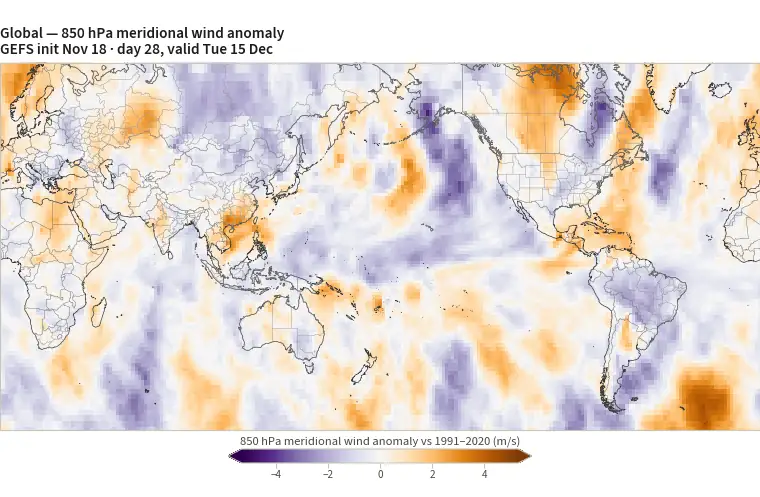 Global — 850 hPa meridional wind anomaly
GEFS init Nov 18 · day 28, valid Tue 15 Dec
850 hPa meridional wind anomaly vs 1991–2020 (m/s)
−4 −2 0 2 4